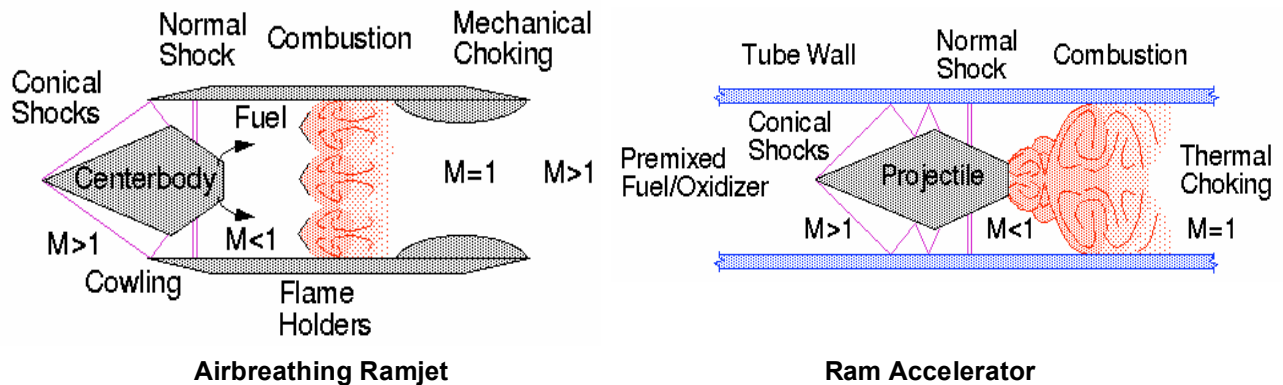 Normal
Shock
Combustion
Mechanical
Choking
Conical
Shocks
Fuel
Centerbody
M=1
M>1
M>1
M<1
Cowling
Flame
Holders
Airbreathing Ramjet
Tube Wall
Normal
Shock
Combustion
Conical
Shocks
Premixed
Fuel/Oxidizer
Projectile
Thermal
Choking
M>1
M<1
M=1
Ram Accelerator